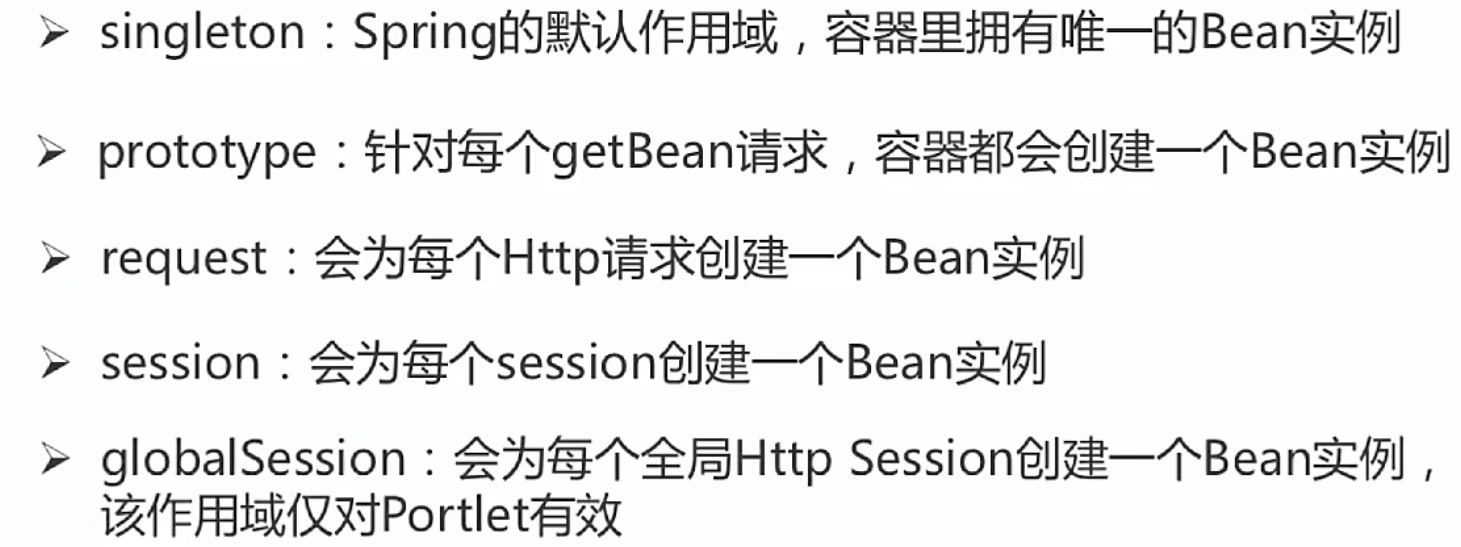 ➤ singleton：Spring的默认作用域，容器里拥有唯一的Bean实例
➤ prototype：针对每个getBean请求，容器都会创建一个Bean实例
➤ request：会为每个Http请求创建一个Bean实例
➤ session：会为每个session创建一个Bean实例
➤ globalSession：会为每个全局Http Session创建一个Bean实例，
该作用域仅对Portlet有效